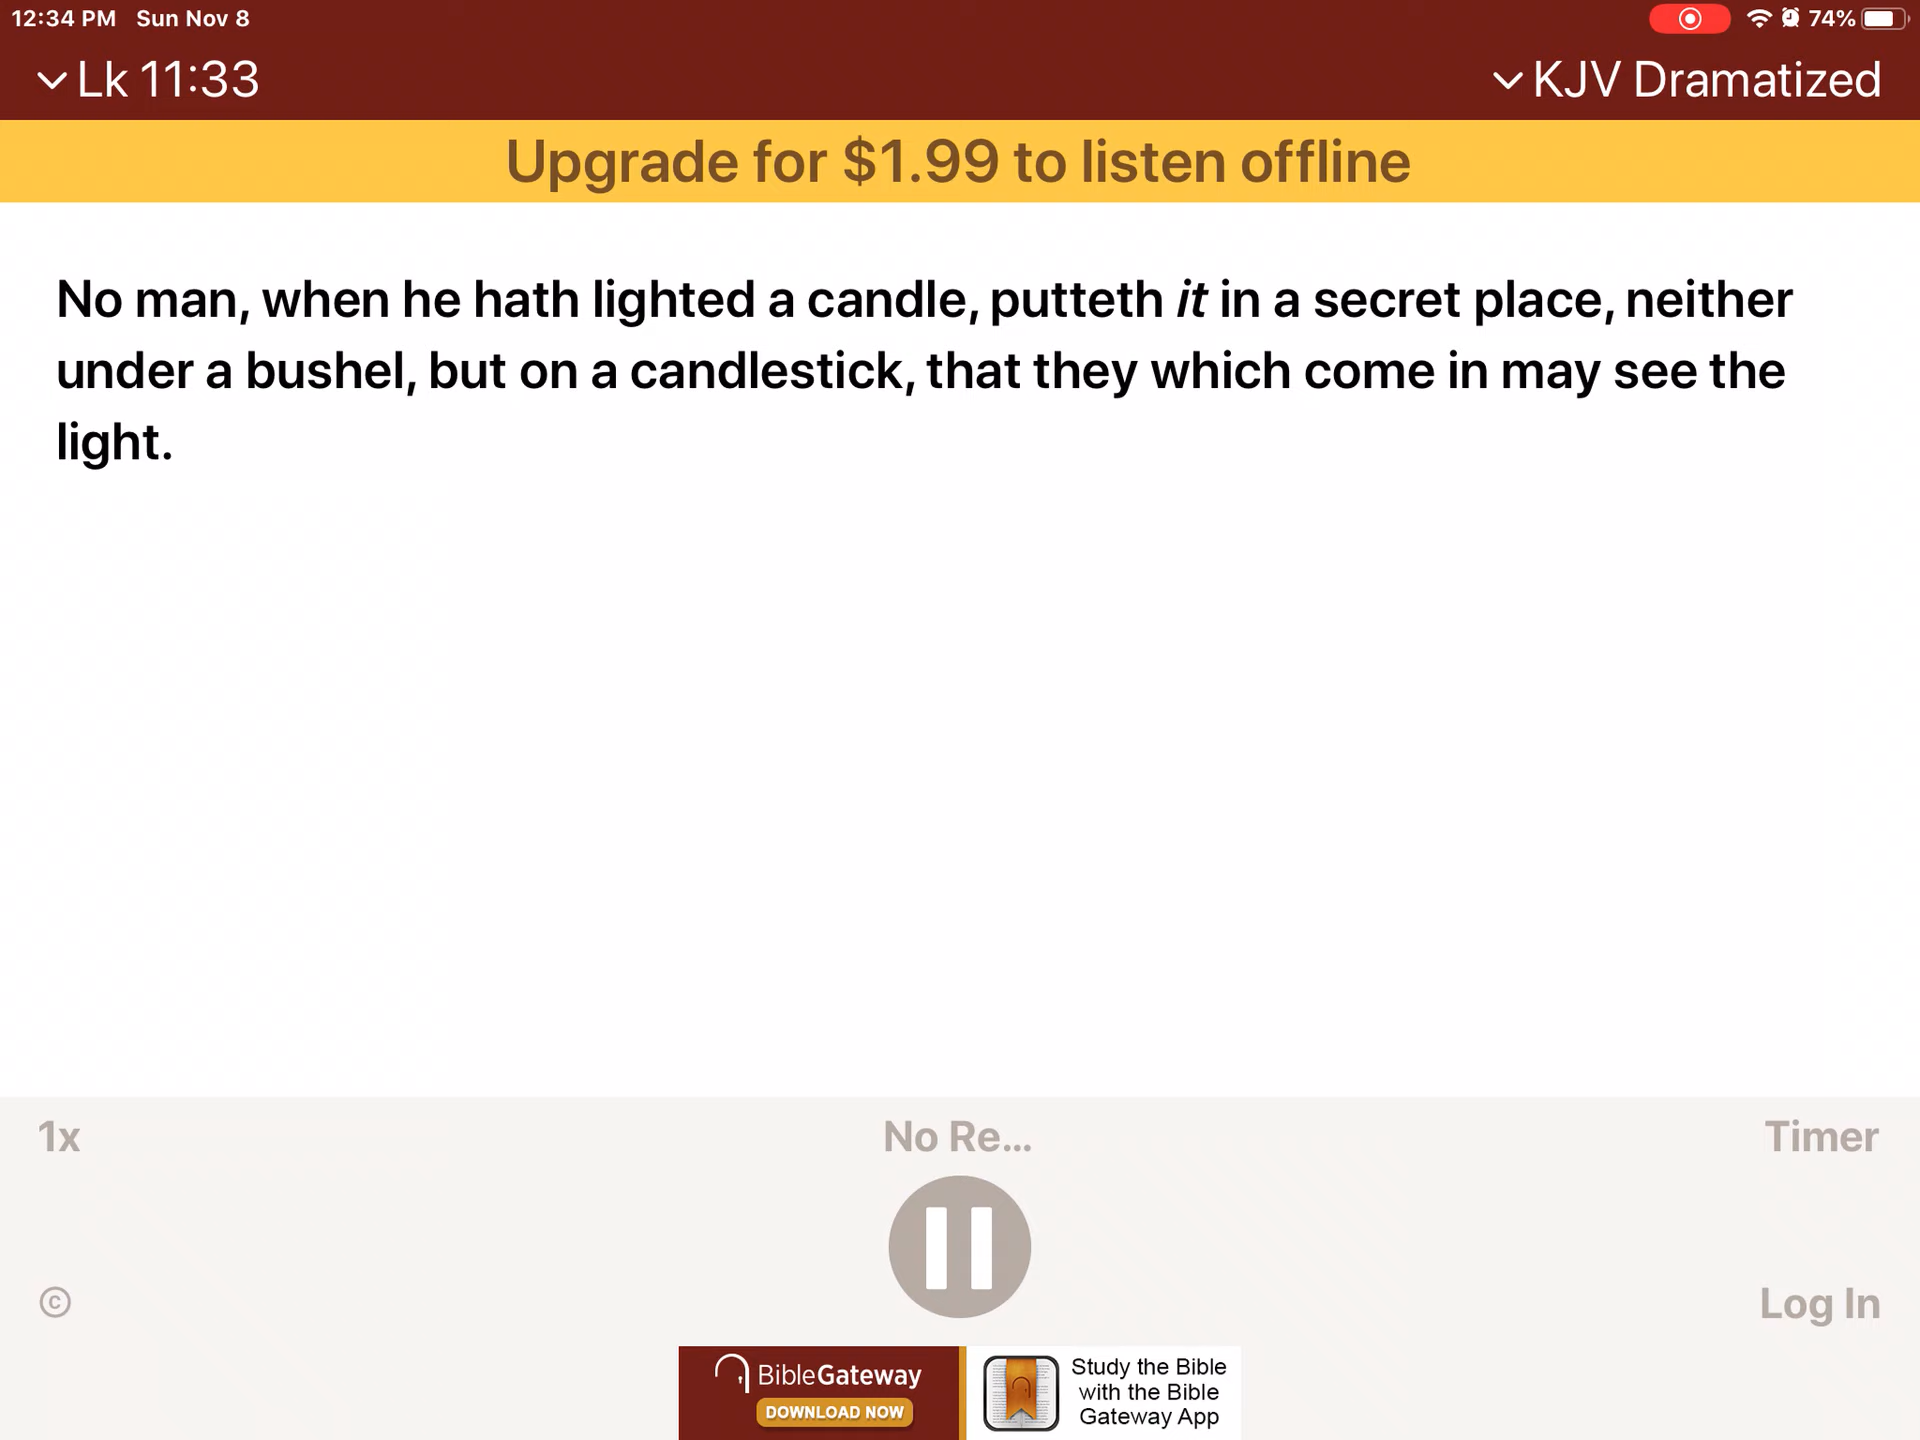 12:34 PM Sun Nov 8 74%
Lk 11:33 KJV Dramatized
Upgrade for $1.99 to listen offline
No man, when he hath lighted a candle, putteth it in a secret place, neither
under a bushel, but on a candlestick, that they which come in may see the
light.
1x No Re... Timer
© Log In
BibleGateway
DOWNLOAD NOW
Study the Bible
with the Bible
Gateway App